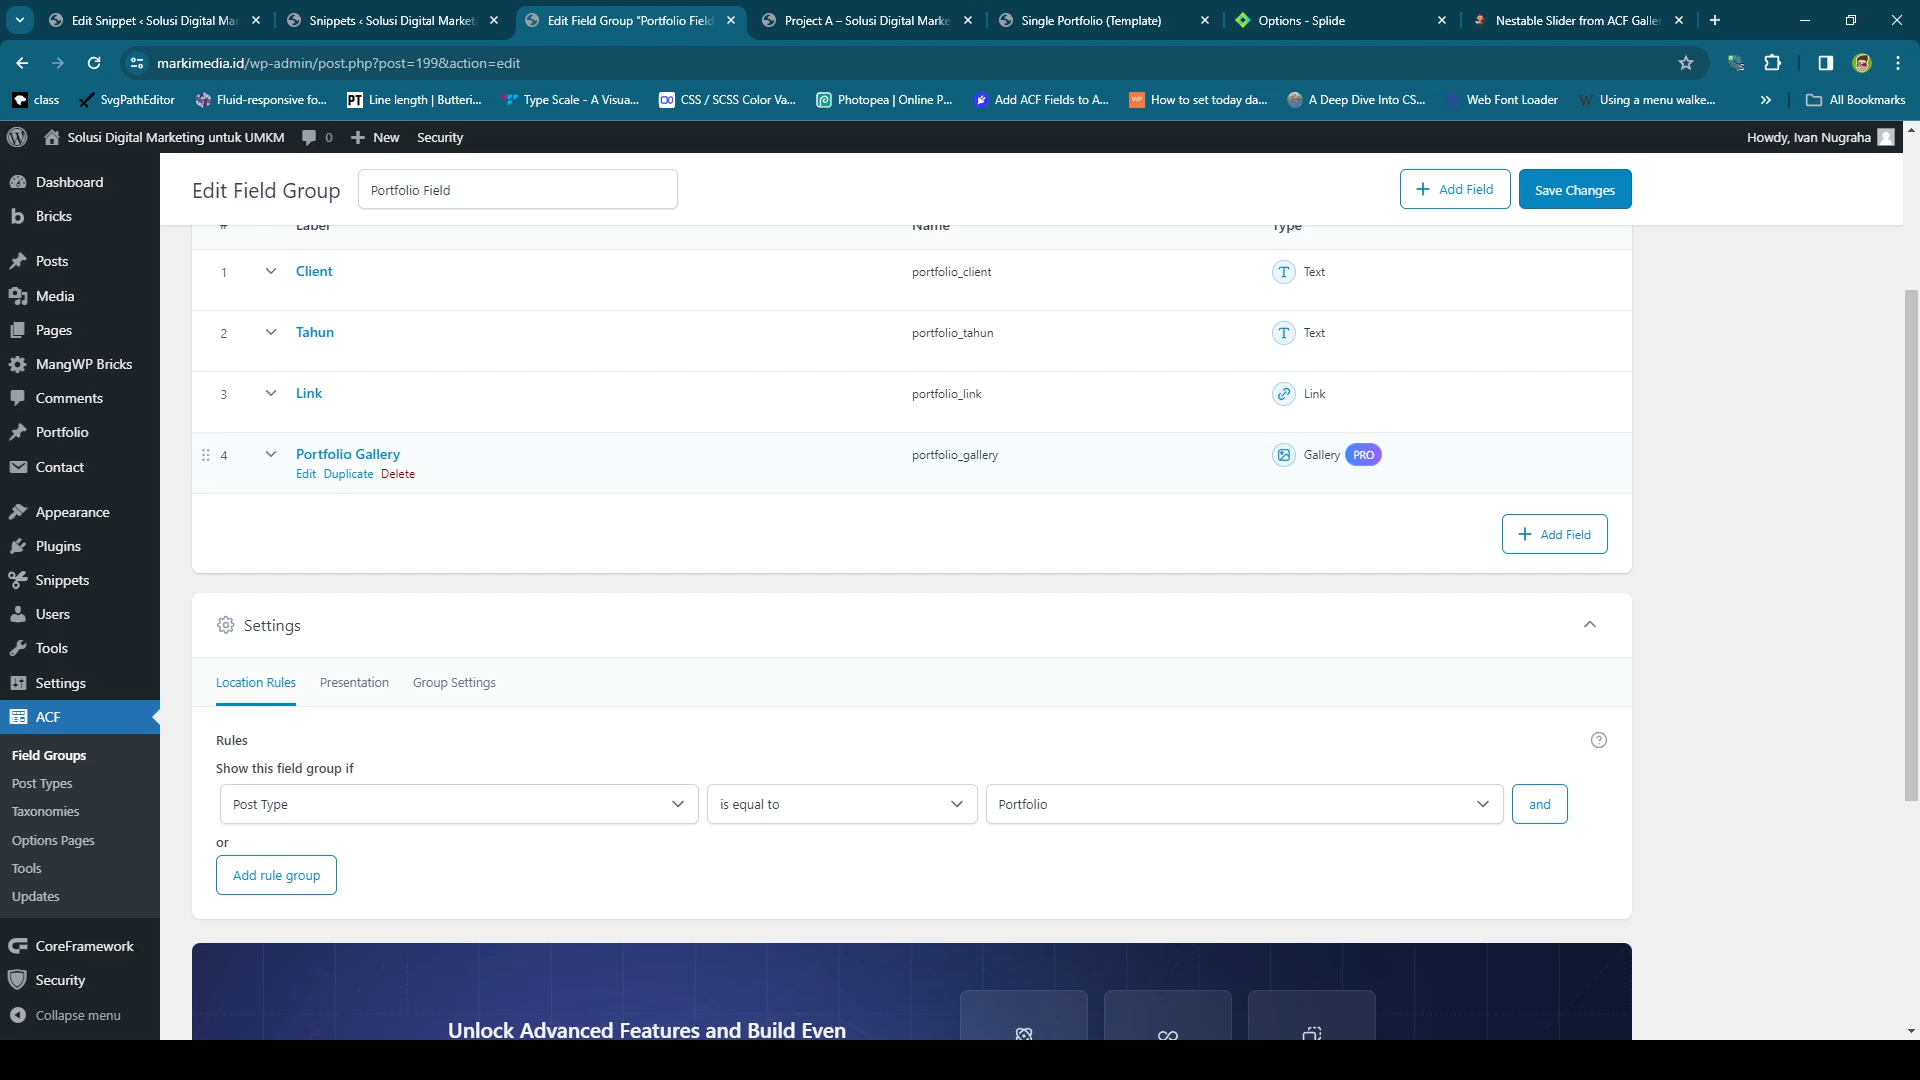 Edit Snippet ‹ Solusi Digital Ma
Snippets ‹ Solusi Digital Market
Edit Field Group "Portfolio Field
Project A – Solusi Digital Marke
Single Portfolio (Template)
Options - Splide
Nestable Slider from ACF Galle
markimedia.id/wp-admin/post.php?post=199&action=edit
class
SvgPathEditor
Fluid-responsive fo...
PT Line length | Butteri...
Type Scale - A Visua...
CSS / SCSS Color Va...
Photopea | Online P...
Add ACF Fields to A...
How to set today da...
A Deep Dive Into CS...
Web Font Loader
Using a menu walke...
All Bookmarks
Solusi Digital Marketing untuk UMKM
0
New
Security
Howdy, Ivan Nugraha
Dashboard
Bricks
Posts
Media
Pages
MangWP Bricks
Comments
Portfolio
Contact
Appearance
Plugins
Snippets
Users
Tools
Settings
ACF
Field Groups
Post Types
Taxonomies
Options Pages
Tools
Updates
CoreFramework
Security
Collapse menu
Edit Field Group
Portfolio Field
Add Field
Save Changes
# Label Name Type
1 Client portfolio_client Text
2 Tahun portfolio_tahun Text
3 Link portfolio_link Link
4 Portfolio Gallery portfolio_gallery Gallery PRO
Edit Duplicate Delete
Add Field
Settings
Location Rules Presentation Group Settings
Rules
Show this field group if
Post Type is equal to Portfolio and
or
Add rule group
Unlock Advanced Features and Build Even